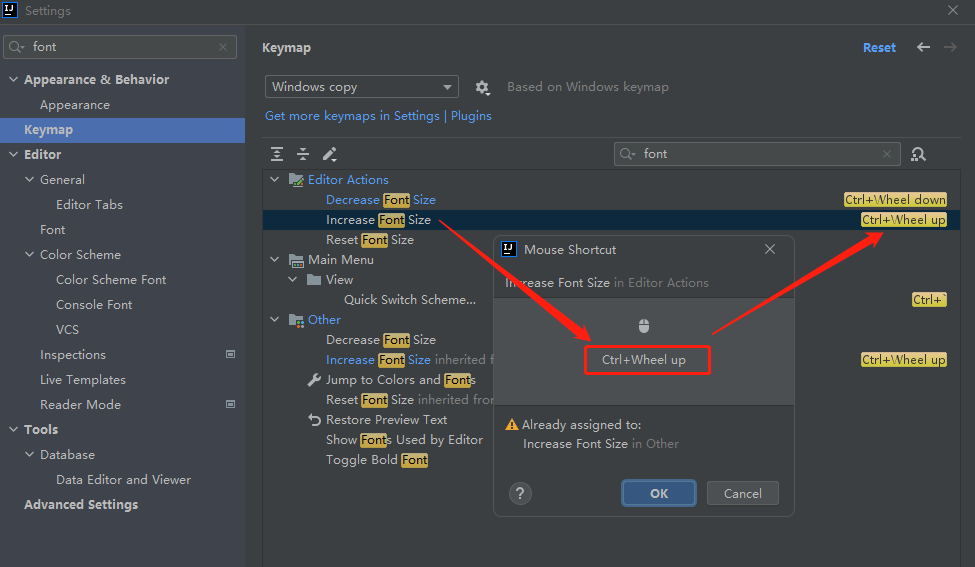 IJ Settings
font
Appearance & Behavior
Appearance
Keymap
Editor
General
Editor Tabs
Font
Color Scheme
Color Scheme Font
Console Font
VCS
Inspections
Live Templates
Reader Mode
Tools
Database
Data Editor and Viewer
Advanced Settings
Keymap
Reset
Windows copy
Based on Windows keymap
Get more keymaps in Settings | Plugins
font
Editor Actions
Decrease Font Size Ctrl+Wheel down
Increase Font Size Ctrl+Wheel up
Reset Font Size
Main Menu
View
Quick Switch Scheme... Ctrl+`
Other
Decrease Font Size
Increase Font Size inherited f Ctrl+Wheel up
Jump to Colors and Fonts
Reset Font Size inherited from
Restore Preview Text
Show Fonts Used by Editor
Toggle Bold Font
IJ Mouse Shortcut
Increase Font Size in Editor Actions
Ctrl+Wheel up
Already assigned to:
Increase Font Size in Other
?
OK
Cancel